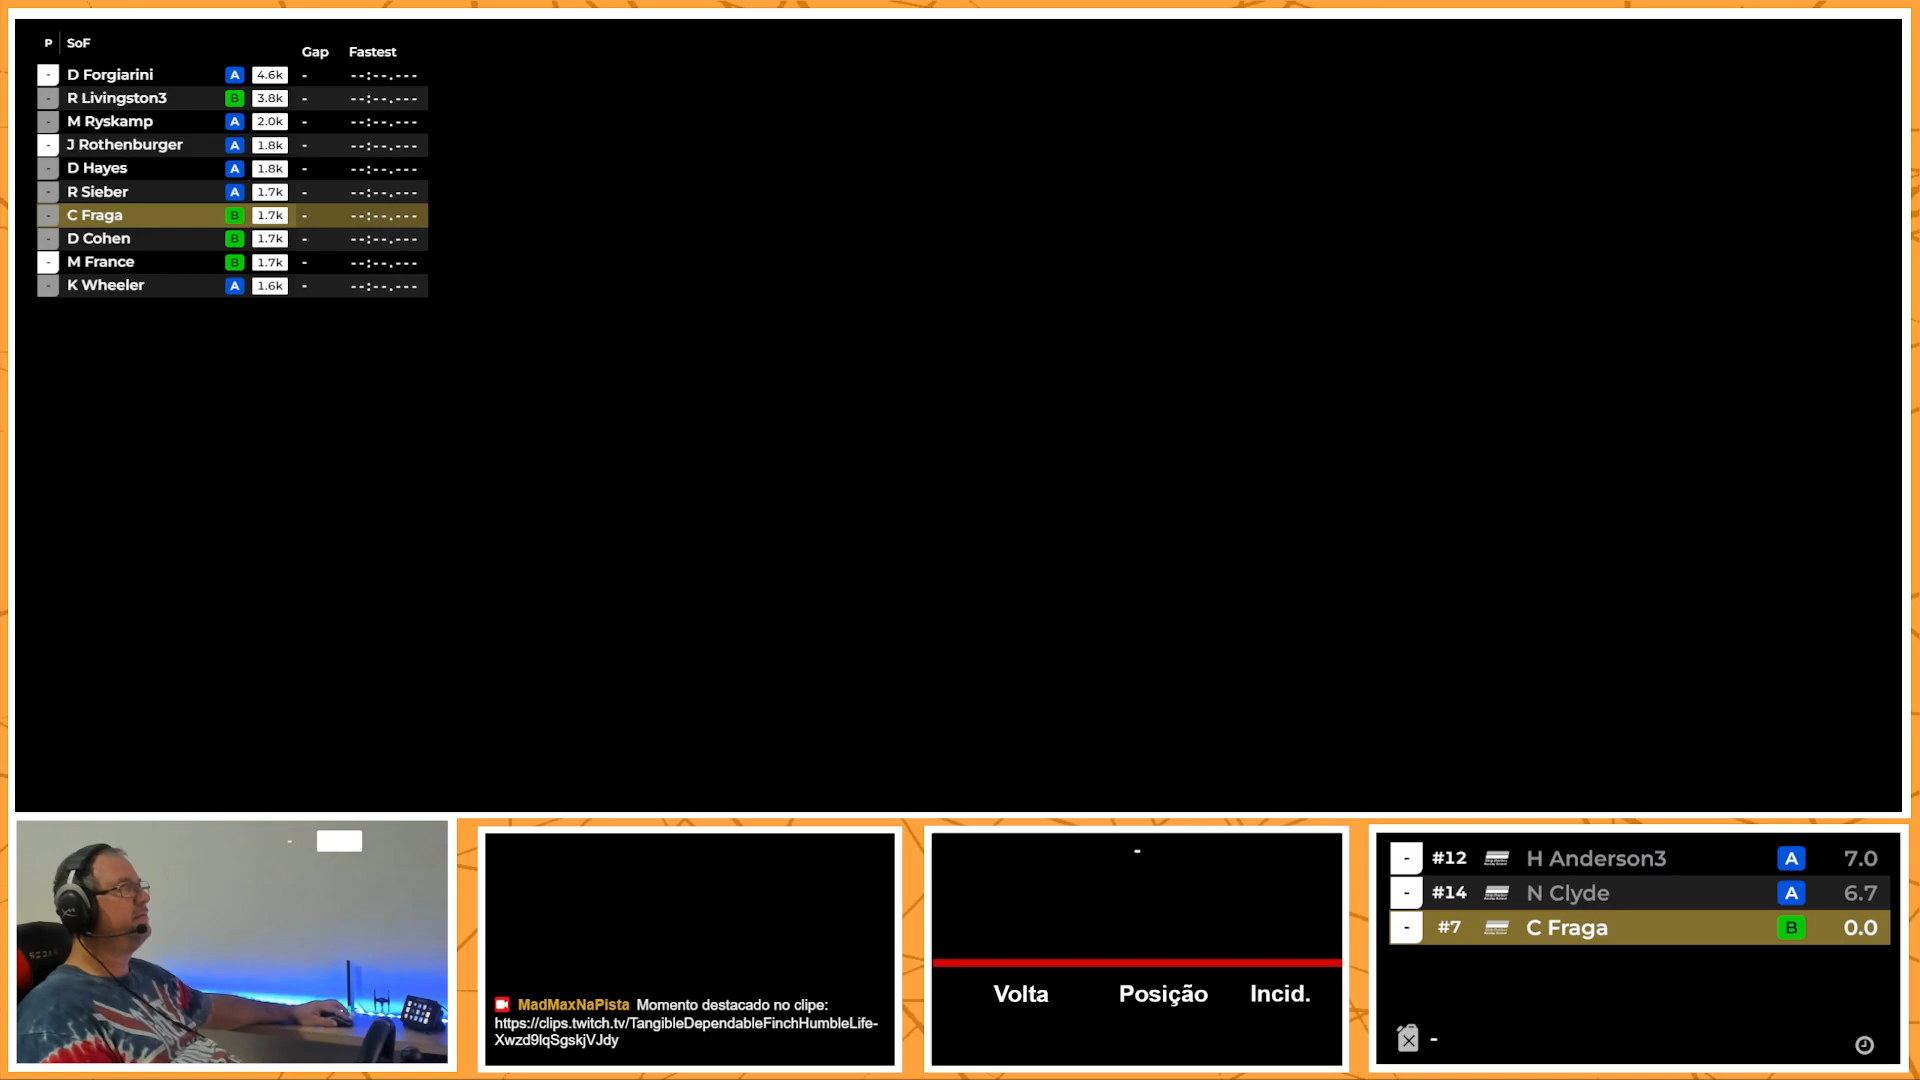 P SoF Gap Fastest
- D Forgiarini A 4.6k - --:--.---
- R Livingston3 B 3.8k - --:--.---
- M Ryskamp A 2.0k - --:--.---
- J Rothenburger A 1.8k - --:--.---
- D Hayes A 1.8k - --:--.---
- R Sieber A 1.7k - --:--.---
- C Fraga B 1.7k - --:--.---
- D Cohen B 1.7k - --:--.---
- M France B 1.7k - --:--.---
- K Wheeler A 1.6k - --:--.---
-
MadMaxNaPista Momento destacado no clipe:
https://clips.twitch.tv/TangibleDependableFinchHumbleLife-
Xwzd9lqSgskjVJdy
-
Volta Posição Incid.
- #12 H Anderson3 A 7.0
- #14 N Clyde A 6.7
- #7 C Fraga B 0.0
-